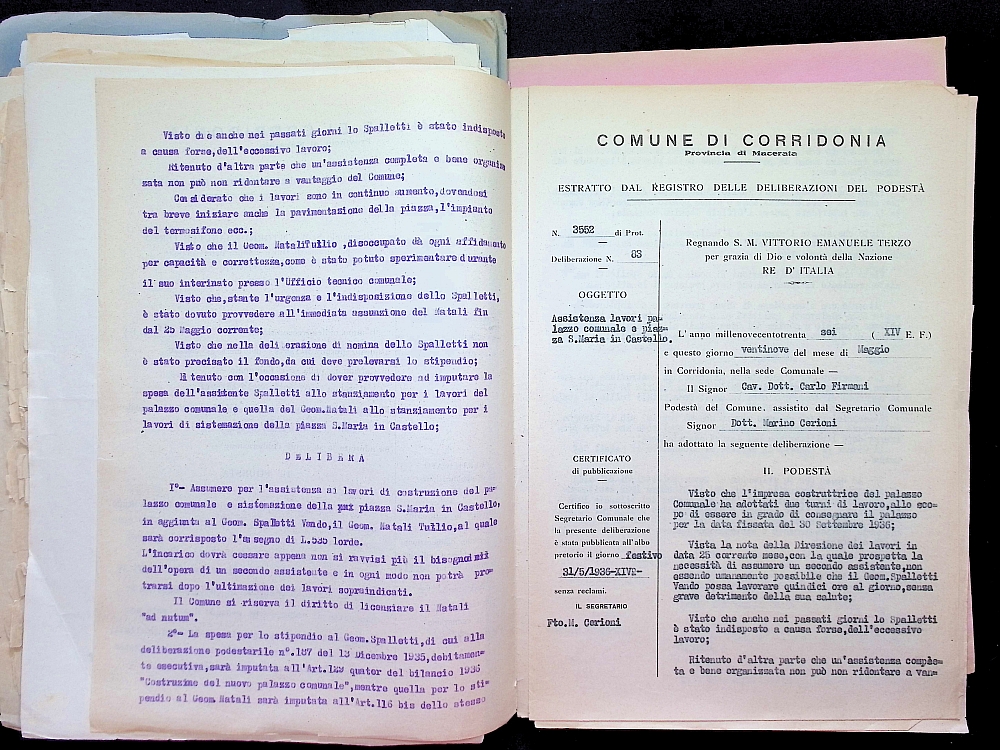 Visto che anche nei passati giorni lo Spalletti è stato indisposto
a causa forse,dell'eccessivo lavoro;
Ritenuto d'altra parte che un'assistenza completa e bene organiz
zata non può non ridontare a vantaggio del Comune;
Considerato che i lavori sono in continuo aumento,dovendosi
tra breve iniziare anche la pavimentazione della piazza,l'impianto
del termosifone ecc.;
Visto che il Geom. NataliTullio ,disoccupato dà ogni affidamento
per capacità e correttezza,come è stato potuto sperimentare durante
il suo interinato presso l'Ufficio tecnico comunale;
Visto che,stante l'urgenza e l'indisposizione dello Spalletti,
è stato dovuto provvedere all'immediata assunzione del Natali fin
dal 25 Maggio corrente;
Visto che nella deliberazione di nomina dello Spalletti non
è stato precisato il fondo,da cui deve prelevarsi lo stipendio;
Ritenuto con l'occasione di dover provvedere ad imputare la
spesa dell'assistente Spalletti allo stanziamento per i lavori del
palazzo comunale e quella del Geom.Natali allo stanziamento per i
lavori di sistemazione della piazza S.Maria in Castello;
DELIBERA
I°- Assumere per l'assistenza ai lavori di costruzione del pa-
lazzo comunale e sistemazione della piazza S.Maria in Castello,
in aggiunta al Geom. Spalletti Vando,il Geom. Natali Tullio,al quale
sarà corrisposto l'assegno di L.535 lorde.
L'incarico dovrà cessare appena non si ravvisi più il bisogno
dell'opera di un secondo assistente e in ogni modo non potrà pro-
trarsi dopo l'ultimazione dei lavori sopraindicati.
Il Comune si riserva il diritto di licenziare il Natali
"ad nutum".
2°- La spesa per lo stipendio al Geom.Spalletti,di cui alla
deliberazione podestarile n°.187 del 13 Dicembre 1935,debitamen-
te esecutiva,sarà imputata all'Art. quater del bilancio 1936
"Costruzione del nuovo palazzo comunale",mentre quella per lo sti-
pendio al Geom.Natali sarà imputata all'Art.116 bis dello stesso
COMUNE DI CORRIDONIA
Provincia di Macerata
ESTRATTO DAL REGISTRO DELLE DELIBERAZIONI DEL PODESTÀ
N. 3552 di Prot.
Deliberazione N. 83
OGGETTO
Assistenza lavori pa-
lazzo comunale e piaz-
za S.Maria in Castello.
CERTIFICATO
di pubblicazione
Certifico io sottoscritto
Segretario Comunale che
la presente deliberazione
è stata pubblicata all'albo
pretorio il giorno festivo
31/5/1936-XIVE-
senza reclami.
IL SEGRETARIO
Fto.M. Cerioni
Regnando S. M. VITTORIO EMANUELE TERZO
per grazia di Dio e volontà della Nazione
RE D'ITALIA
L'anno millenovecentotrenta sei ( XIV E. F.)
e questo giorno ventinove del mese di Maggio
in Corridonia, nella sede Comunale —
Il Signor Cav. Dott. Carlo Firmani
Podestà del Comune, assistito dal Segretario Comunale
Signor Dott. Marino Cerioni
ha adottato la seguente deliberazione —
IL PODESTÀ
Visto che l'impresa costruttrice del palazzo
Comunale ha adottati due turni di lavoro,allo sco-
po di essere in grado di consegnare il palazzo
per la data fissata del 30 Settembre 1936;
Vista la nota della Direzione dei lavori in
data 25 corrente mese,con la quale prospetta la
necessità di assumere un secondo assistente,non
essendo umanamente possibile che il Geom.Spalletti
Vando possa lavorare quindici ore al giorno,senza
grave detrimento della sua salute;
Visto che anche nei passati giorni lo Spalletti
è stato indisposto a causa forse,dell'eccessivo
lavoro;
Ritenuto d'altra parte che un'assistenza comple-
ta e bene organizzata non può non ridontare a van-